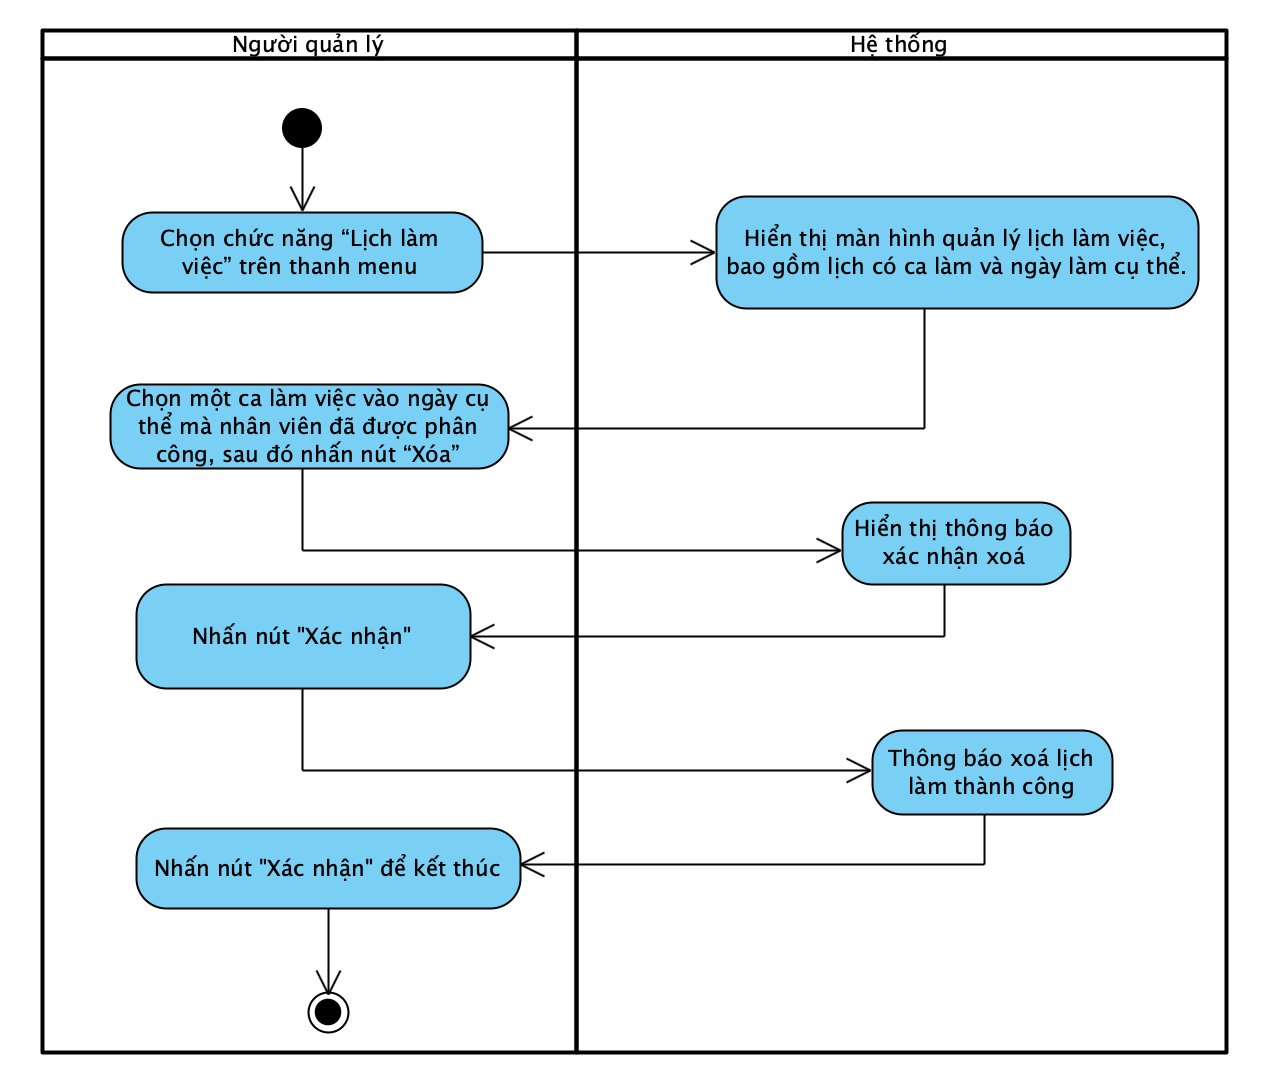 Người quản lý
Hệ thống
Chọn chức năng “Lịch làm
việc” trên thanh menu
Hiển thị màn hình quản lý lịch làm việc,
bao gồm lịch có ca làm và ngày làm cụ thể.
Chọn một ca làm việc vào ngày cụ
thể mà nhân viên đã được phân
công, sau đó nhấn nút “Xóa”
Hiển thị thông báo
xác nhận xoá
Nhấn nút "Xác nhận"
Thông báo xoá lịch
làm thành công
Nhấn nút "Xác nhận" để kết thúc